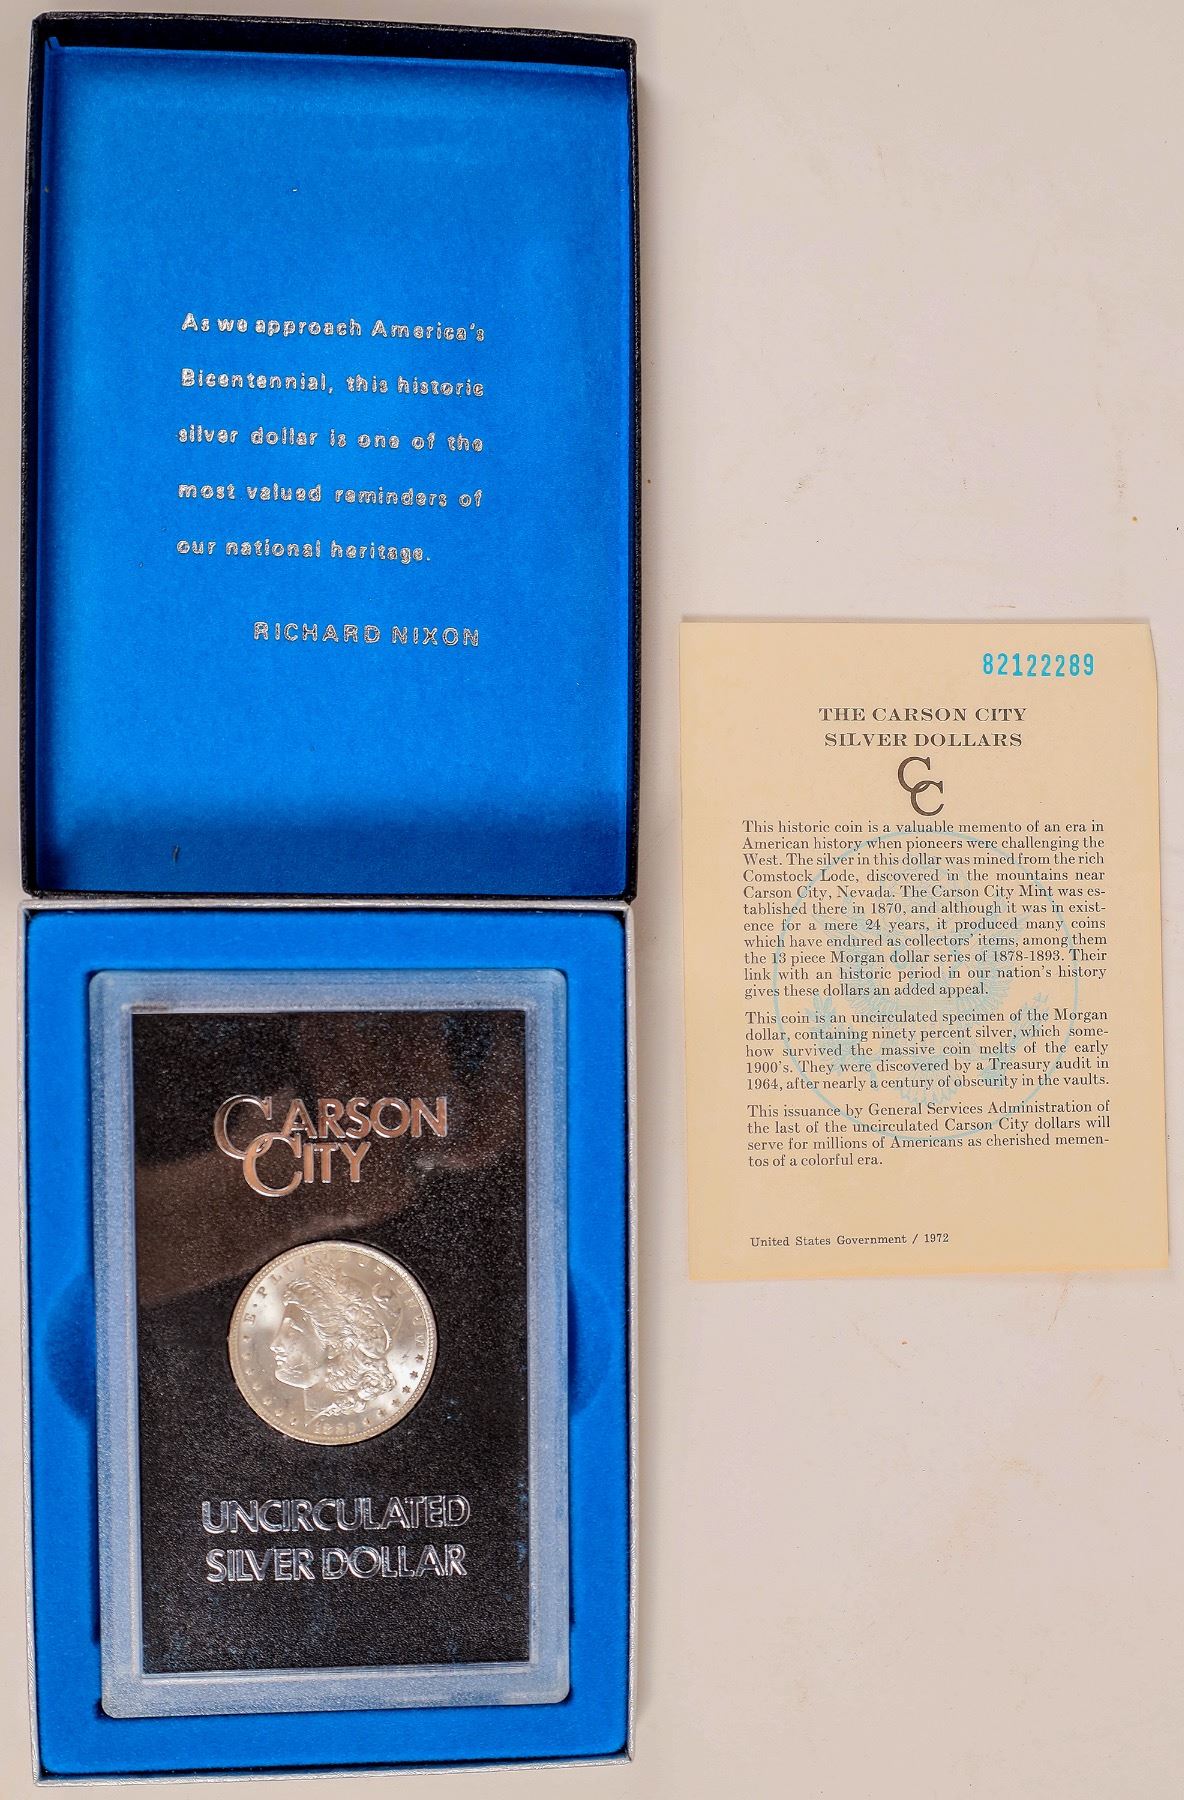 As we approach America's
Bicentennial, this historic
silver dollar is one of the
most valued reminders of
our national heritage.
RICHARD NIXON
CARSON
CITY
E·PLURIBUS UNUM
UNCIRCULATED
SILVER DOLLAR
82122289
THE CARSON CITY
SILVER DOLLARS
CC
This historic coin is a valuable memento of an era in
American history when pioneers were challenging the
West. The silver in this dollar was mined from the rich
Comstock Lode, discovered in the mountains near
Carson City, Nevada. The Carson City Mint was es-
tablished there in 1870, and although it was in exist-
ence for a mere 24 years, it produced many coins
which have endured as collectors' items, among them
the 13 piece Morgan dollar series of 1878-1893. Their
link with an historic period in our nation's history
gives these dollars an added appeal.
This coin is an uncirculated specimen of the Morgan
dollar, containing ninety percent silver, which some-
how survived the massive coin melts of the early
1900's. They were discovered by a Treasury audit in
1964, after nearly a century of obscurity in the vaults.
This issuance by General Services Administration of
the last of the uncirculated Carson City dollars will
serve for millions of Americans as cherished memen-
tos of a colorful era.
United States Government / 1972